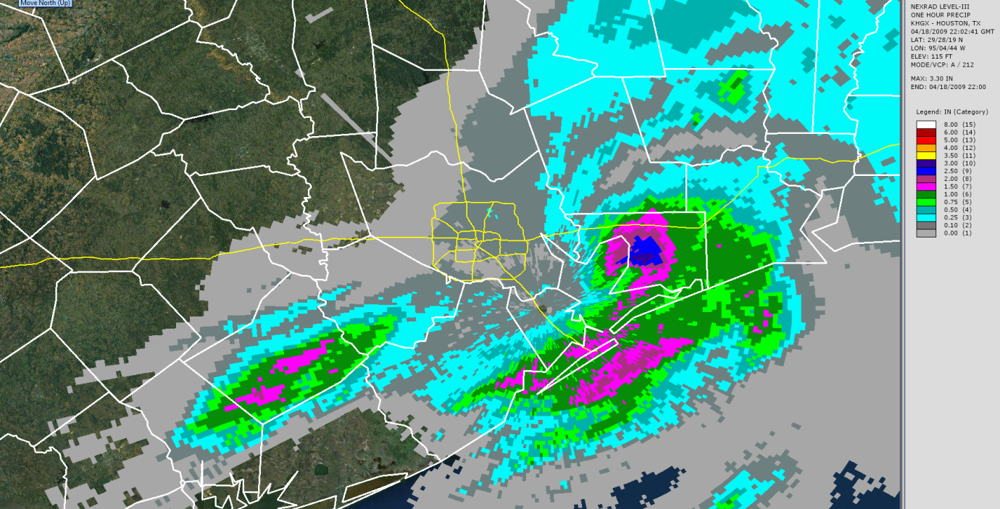 Move North (Up)
NEXRAD LEVEL-III
ONE HOUR PRECIP
KHGX - HOUSTON, TX
04/18/2009 22:02:41 GMT
LAT: 29/28/19 N
LON: 95/04/44 W
ELEV: 115 FT
MODE/VCP: A / 212
MAX: 3.30 IN
END: 04/18/2009 22:00
Legend: IN (Category)
8.00 (15)
6.00 (14)
5.00 (13)
4.00 (12)
3.50 (11)
3.00 (10)
2.50 (9)
2.00 (8)
1.50 (7)
1.00 (6)
0.75 (5)
0.50 (4)
0.25 (3)
0.10 (2)
0.00 (1)